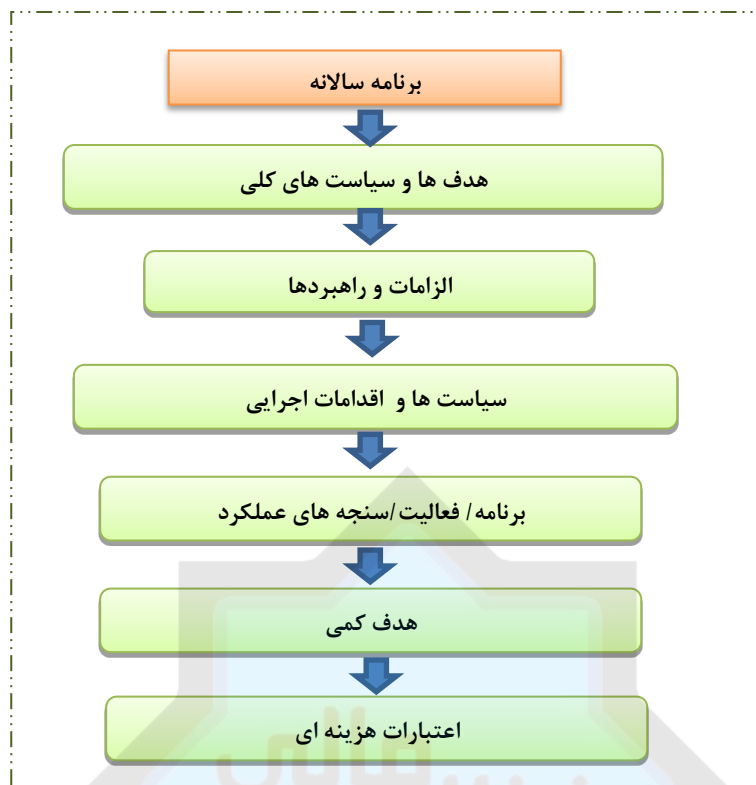 برنامه سالانه
هدف ها و سیاست های کلی
الزامات و راهبردها
سیاست ها و اقدامات اجرایی
برنامه/ فعالیت/سنجه های عملکرد
هدف کمی
اعتبارات هزینه ای